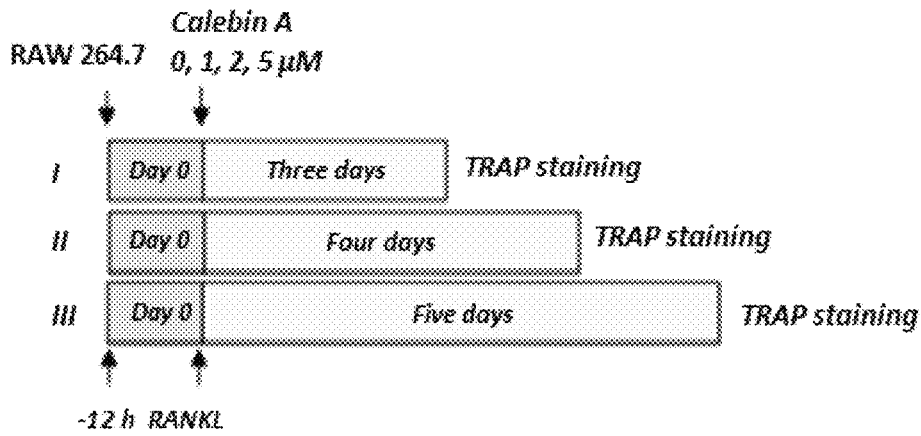 Calebin A
RAW 264.7 0, 1, 2, 5 µM
I Day 0 Three days TRAP staining
II Day 0 Four days TRAP staining
III Day 0 Five days TRAP staining
-12 h RANKL